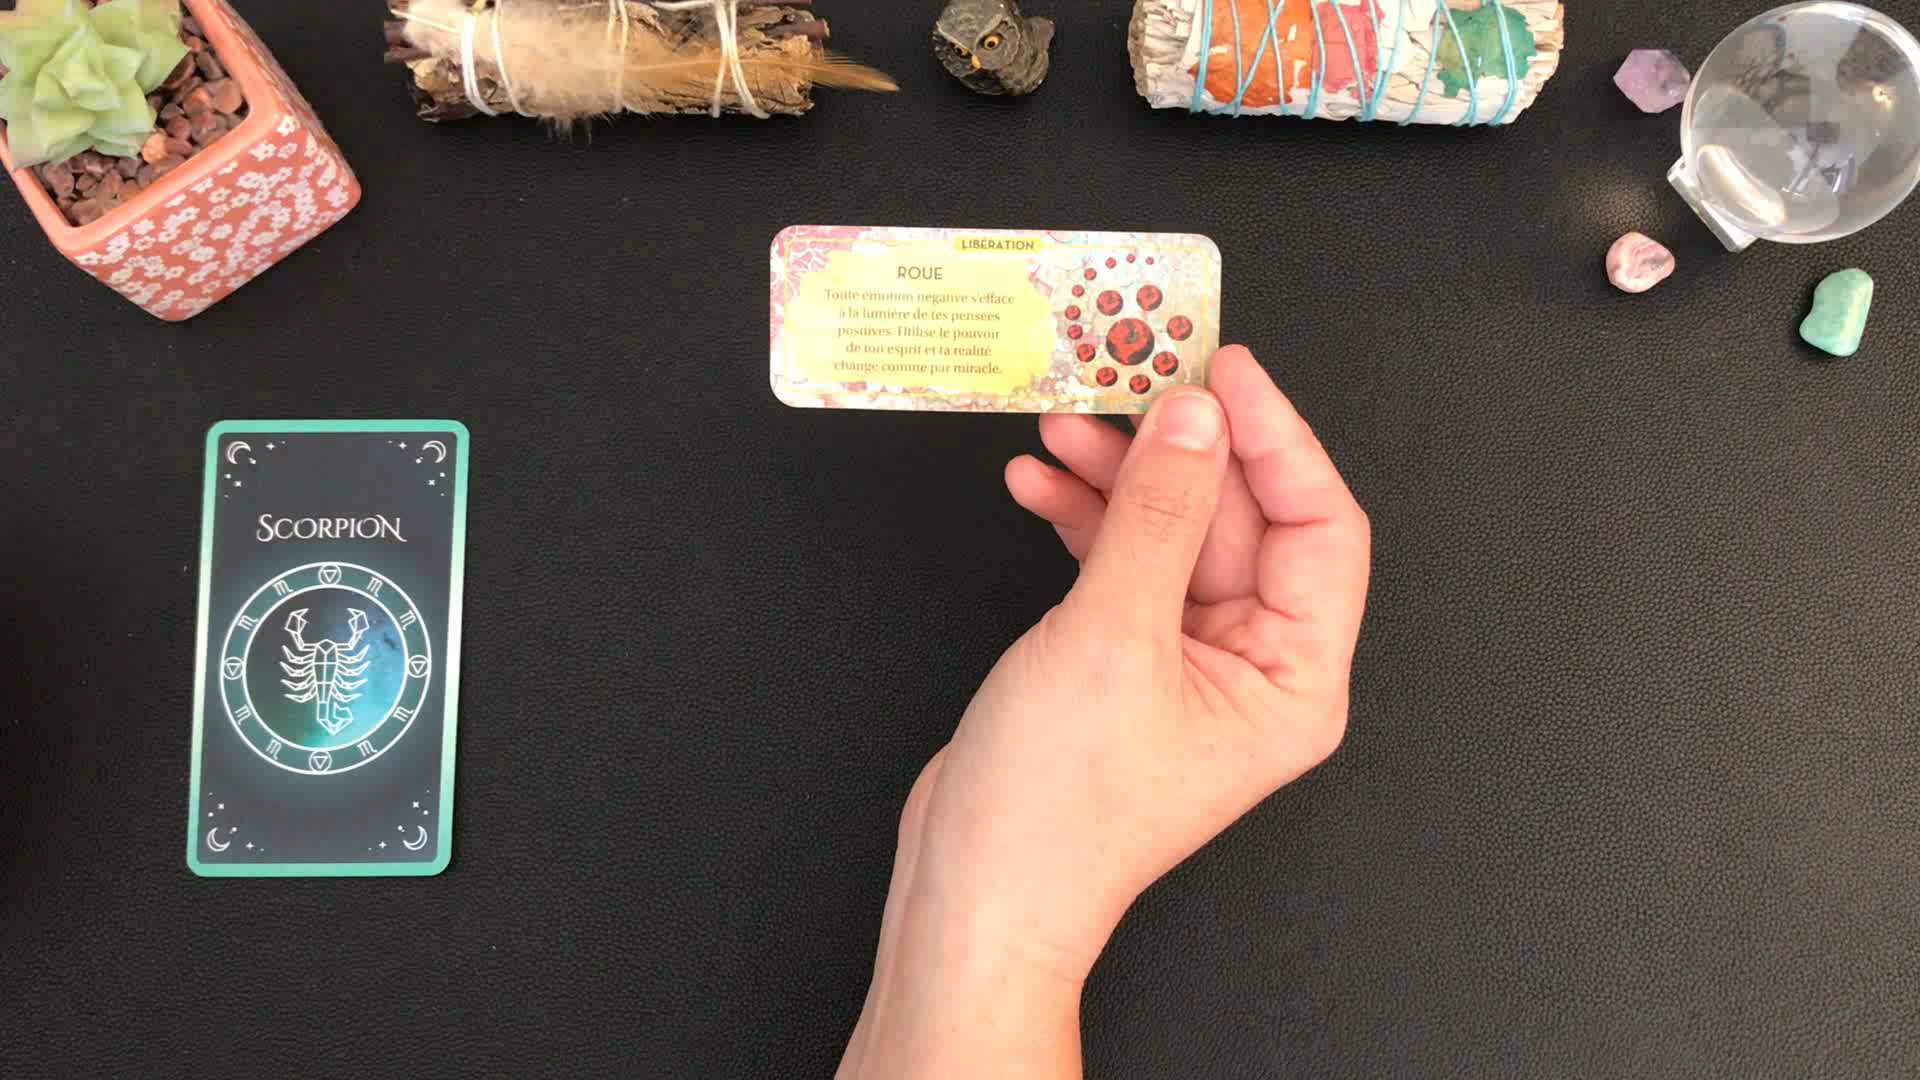 LIBÉRATION
ROUE
Toute émotion négative s'efface
à la lumière de tes pensées
positives. Utilise le pouvoir
de ton esprit et ta réalité
change comme par miracle.
SCORPION